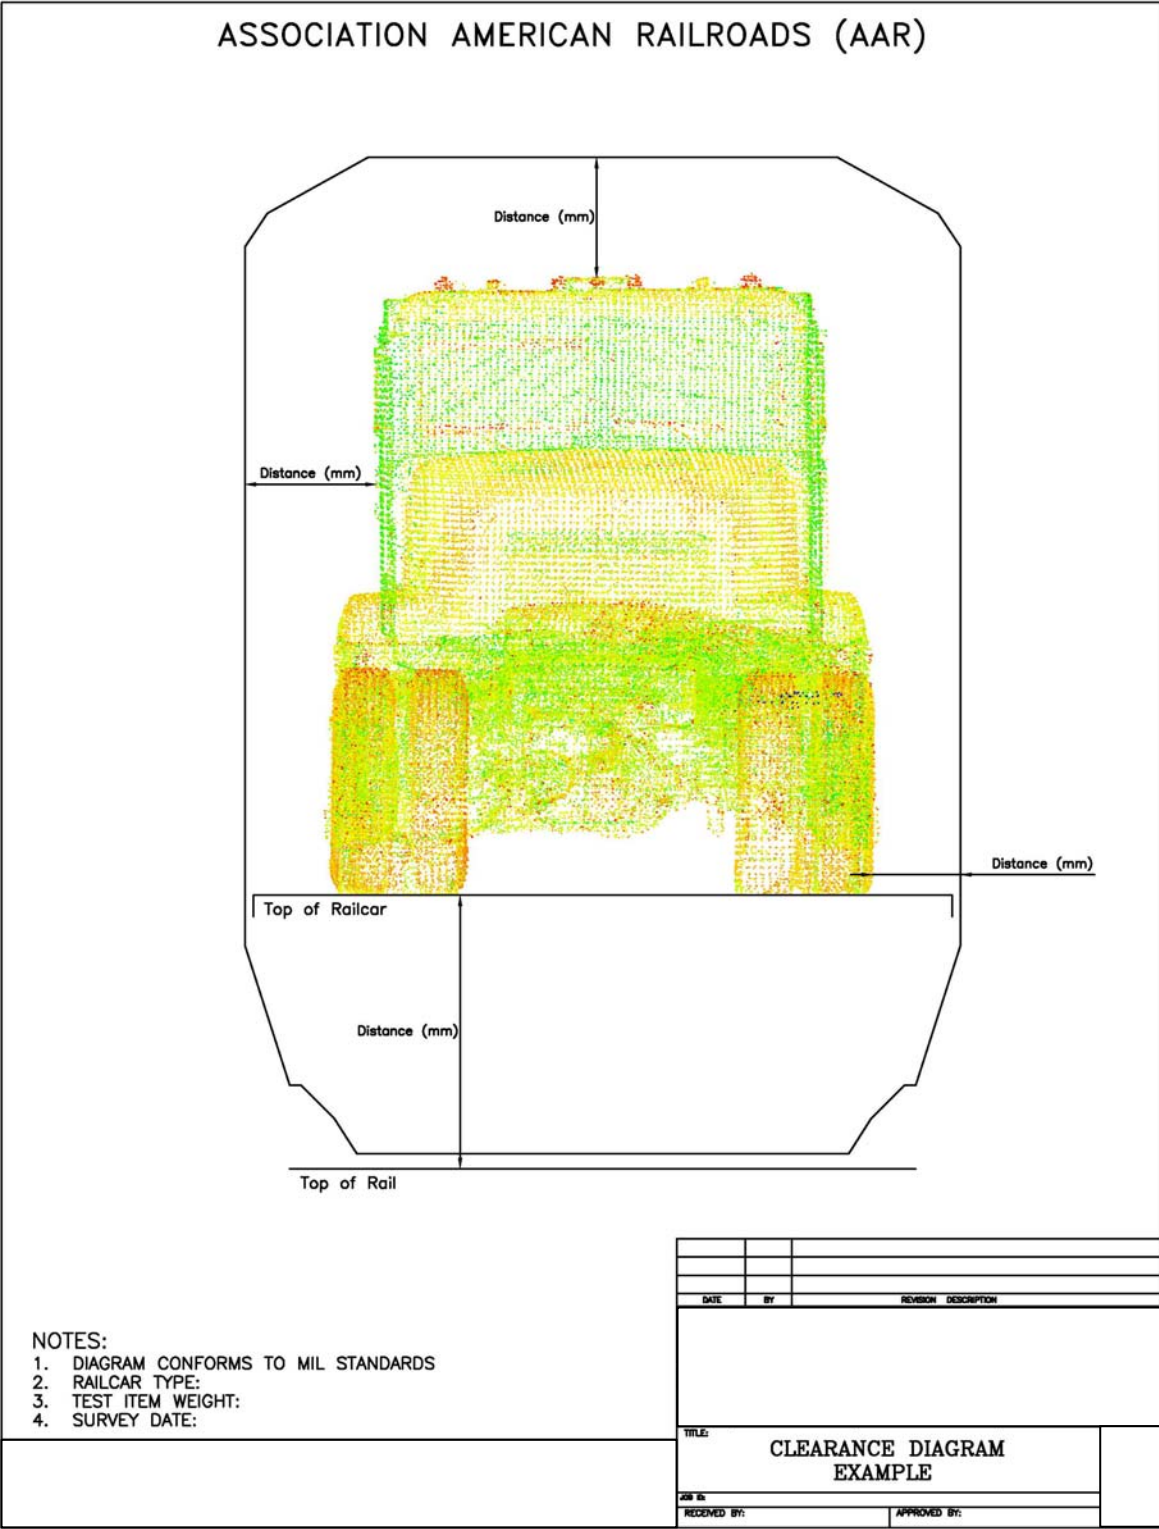 ASSOCIATION AMERICAN RAILROADS (AAR)
Distance (mm)
Distance (mm)
Distance (mm)
Top of Railcar
Distance (mm)
Top of Rail
DATE BY REVISION DESCRIPTION
NOTES:
1. DIAGRAM CONFORMS TO MIL STANDARDS
2. RAILCAR TYPE:
3. TEST ITEM WEIGHT:
4. SURVEY DATE:
TITLE:
CLEARANCE DIAGRAM
EXAMPLE
JOB ID:
RECEIVED BY: APPROVED BY: